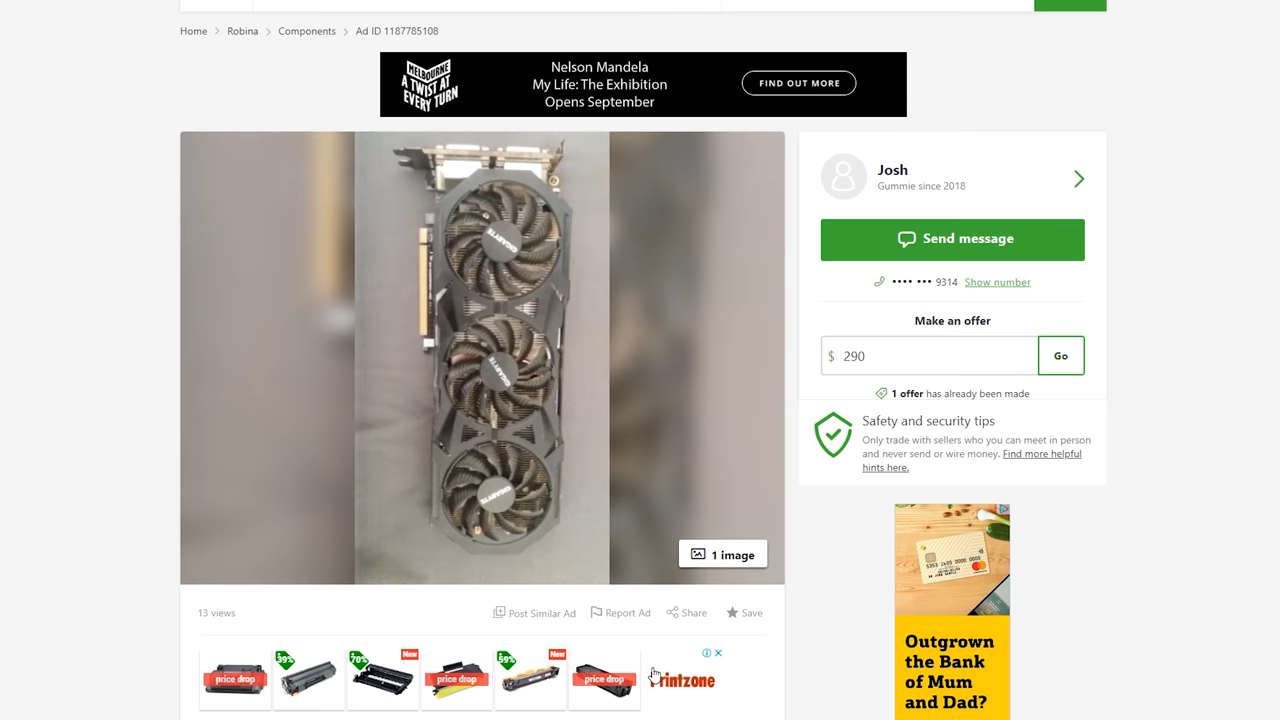 Home
Robina
Components
Ad ID 1187785108
MELBOURNE
A TWIST AT
EVERY TURN
Nelson Mandela
My Life: The Exhibition
Opens September
FIND OUT MORE
GIGABYTE
GIGABYTE
GIGABYTE
1 image
Josh
Gummie since 2018
Send message
•••• ••• 9314 Show number
Make an offer
$ 290
Go
1 offer has already been made
Safety and security tips
Only trade with sellers who you can meet in person
and never send or wire money. Find more helpful
hints here.
13 views
Post Similar Ad
Report Ad
Share
Save
price drop
39%
70%
New
price drop
59%
New
price drop
rintzone
Outgrown
the Bank
of Mum
and Dad?